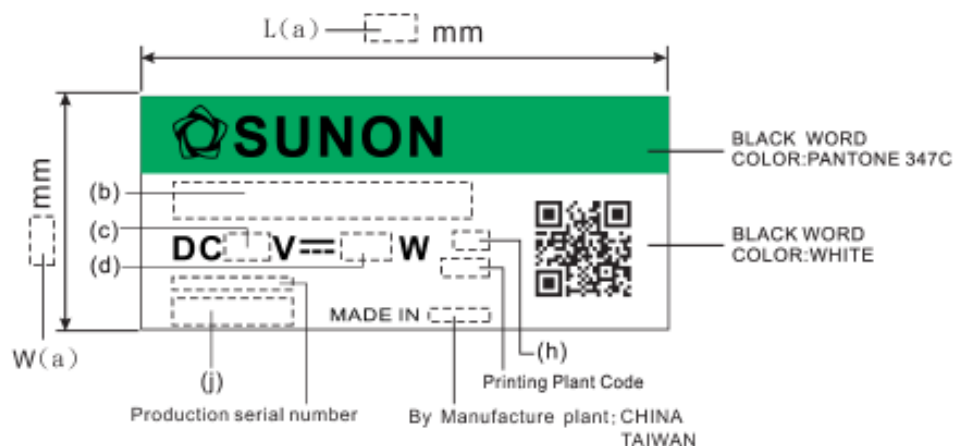 L(a) mm
SUNON
BLACK WORD
COLOR:PANTONE 347C
mm
(b)
(c)
DC V W
(d)
BLACK WORD
COLOR:WHITE
MADE IN
W(a)
(j)
(h)
Printing Plant Code
Production serial number
By Manufacture plant; CHINA
TAIWAN